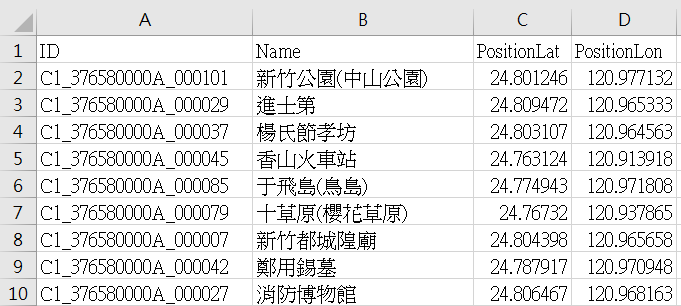 A B C D
1 ID Name PositionLat PositionLon
2 C1_376580000A_000101 新竹公園(中山公園) 24.801246 120.977132
3 C1_376580000A_000029 進士第 24.809472 120.965333
4 C1_376580000A_000037 楊氏節孝坊 24.803107 120.964563
5 C1_376580000A_000045 香山火車站 24.763124 120.913918
6 C1_376580000A_000085 于飛島(鳥島) 24.774943 120.971808
7 C1_376580000A_000079 十草原(櫻花草原) 24.76732 120.937865
8 C1_376580000A_000007 新竹都城隍廟 24.804398 120.965658
9 C1_376580000A_000042 鄭用錫墓 24.787917 120.970948
10 C1_376580000A_000027 消防博物館 24.806467 120.968163